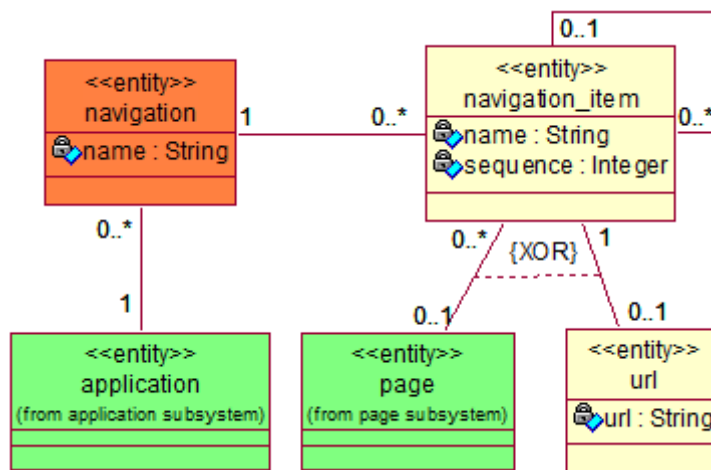 0..1
<<entity>>
navigation_item
name : String
sequence : Integer
0..*
<<entity>>
navigation
name : String
1
0..*
0..*
1
0..*
{XOR}
1
0..1
0..1
<<entity>>
application
(from application subsystem)
<<entity>>
page
(from page subsystem)
<<entity>>
url
url : String